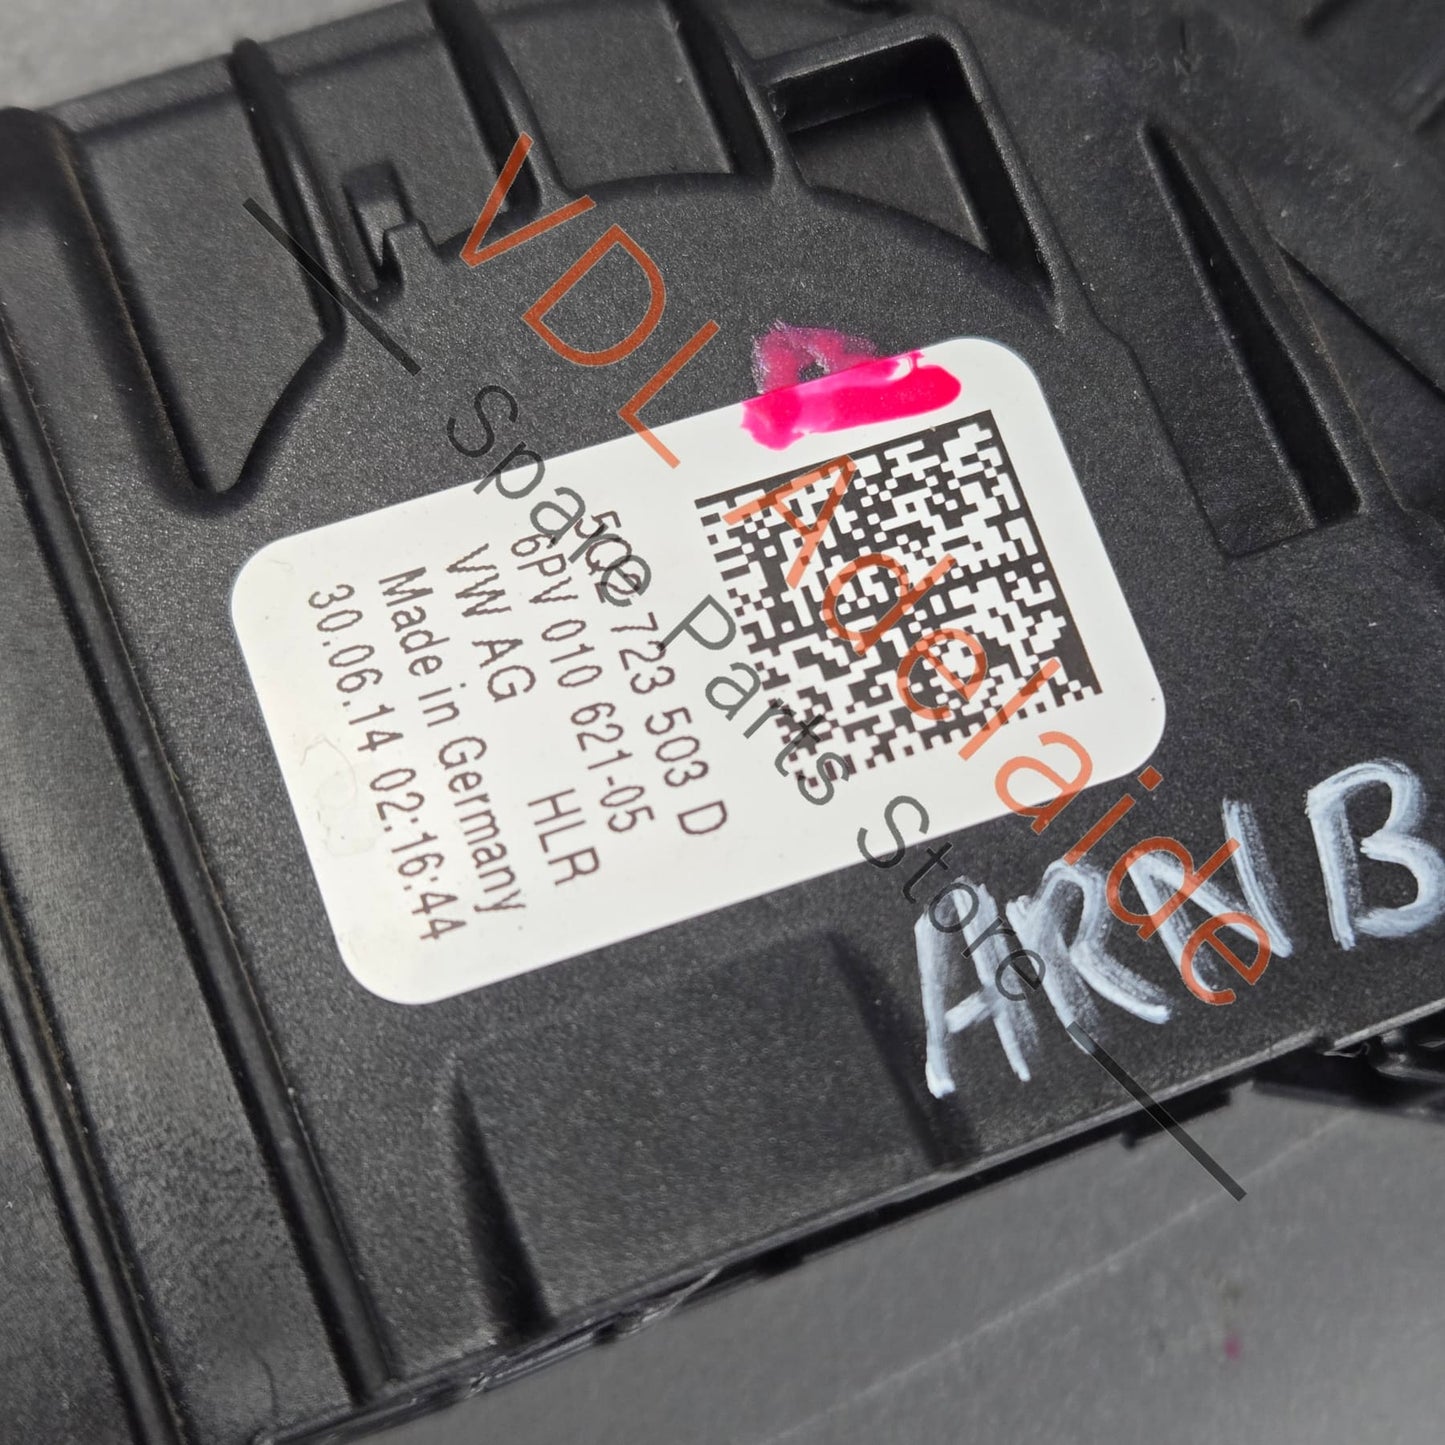 5Q2 723 503 D
6PV 010 621-05
VW AG HLR
Made in Germany
30.06.14 02:16:44
ARNB
VDL Adelaide
Spare Parts Store